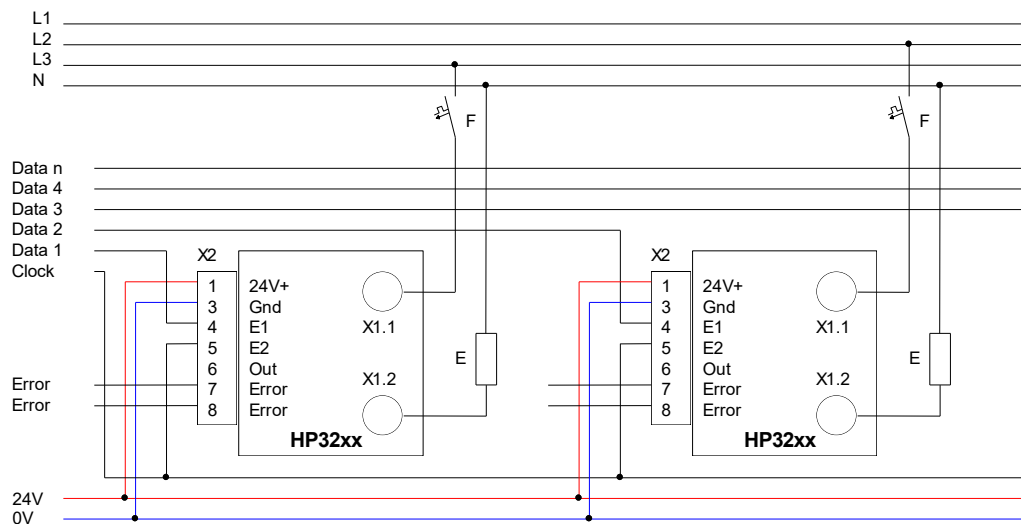 L1
L2
L3
N
F F
Data n
Data 4
Data 3
Data 2
Data 1
Clock
X2 X2
1 24V+ 1 24V+
3 Gnd 3 Gnd
4 E1 X1.1 4 E1 X1.1
5 E2 5 E2
E E
6 Out 6 Out
Error 7 Error X1.2 7 Error X1.2
Error 8 Error 8 Error
HP32xx HP32xx
24V
0V